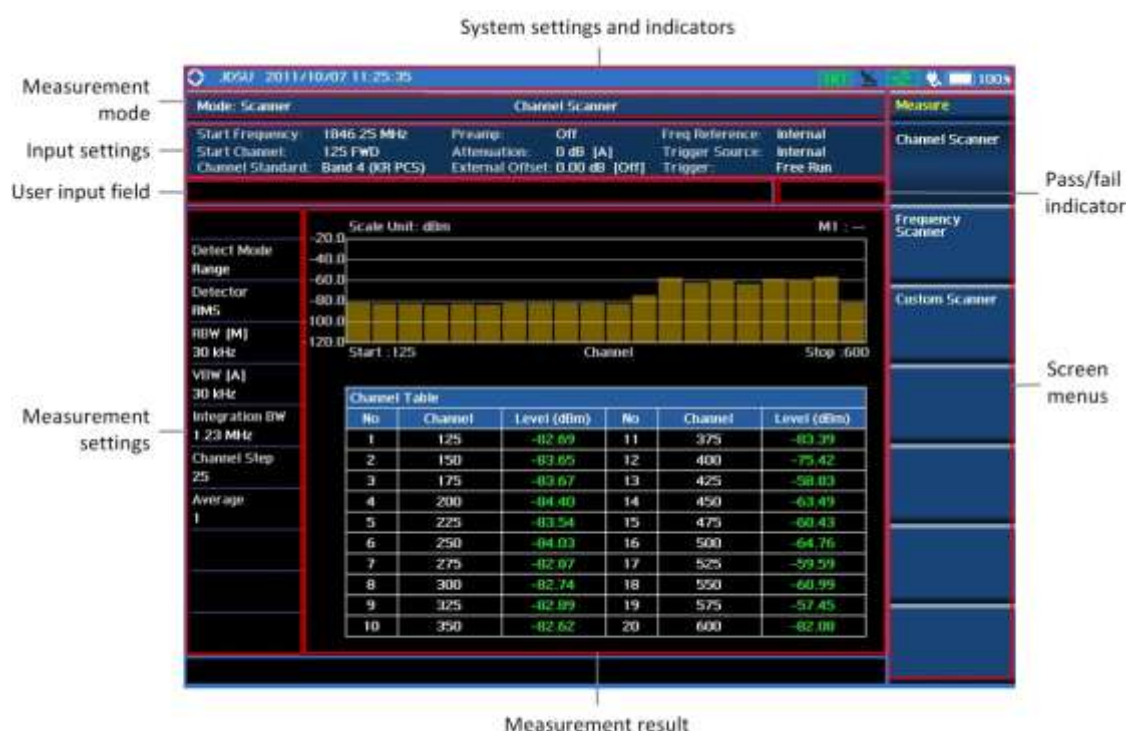 System settings and indicators
JDSU 2011/10/07 11:25:35
100%
Measurement mode
Mode: Scanner Channel Scanner
Measure
Input settings
Start Frequency: 1846.25 MHz Preamp: Off Freq Reference: Internal
Start Channel: 125 FWD Attenuation: 0 dB [A] Trigger Source: Internal
Channel Standard: Band 4 (KR PCS) External Offset: 0.00 dB [Off] Trigger: Free Run
Channel Scanner
User input field
Pass/fail indicator
Scale Unit: dBm M1 : --
Frequency Scanner
-20.0
-40.0
-60.0
-80.0
100.0
120.0
Start :125 Channel Stop :600
Detect Mode
Range
Detector
RMS
RBW [M]
30 kHz
VBW [A]
30 kHz
Integration BW
1.23 MHz
Channel Step
25
Average
1
Custom Scanner
Screen menus
Measurement settings
Channel Table
No Channel Level (dBm) No Channel Level (dBm)
1 125 -82.69 11 375 -83.39
2 150 -83.65 12 400 -75.42
3 175 -83.67 13 425 -58.03
4 200 -84.40 14 450 -63.49
5 225 -83.54 15 475 -60.43
6 250 -84.03 16 500 -64.76
7 275 -82.07 17 525 -59.59
8 300 -82.74 18 550 -60.99
9 325 -82.89 19 575 -57.45
10 350 -82.62 20 600 -82.00
Measurement result